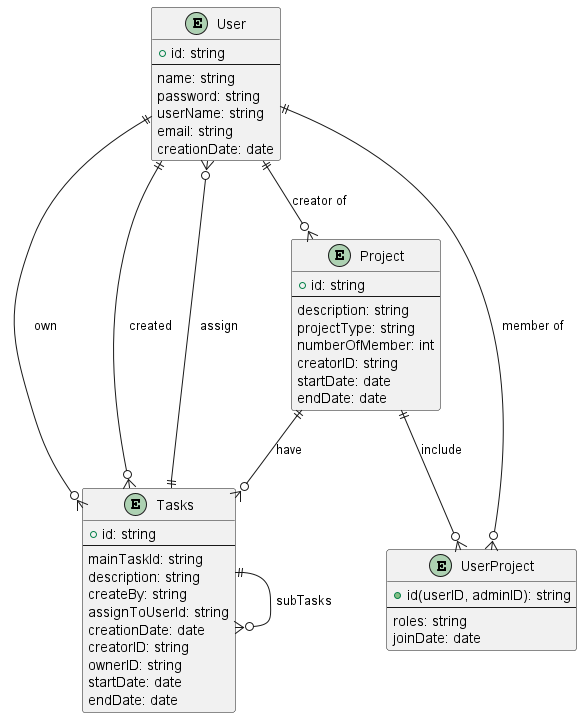 E User
id: string
name: string
password: string
userName: string
email: string
creationDate: date
creator of
E Project
id: string
description: string
projectType: string
numberOfMember: int
creatorID: string
startDate: date
endDate: date
own
created
assign
member of
have
include
E Tasks
id: string
mainTaskId: string
description: string
createBy: string
assignToUserId: string
creationDate: date
creatorID: string
ownerID: string
startDate: date
endDate: date
subTasks
E UserProject
id(userID, adminID): string
roles: string
joinDate: date